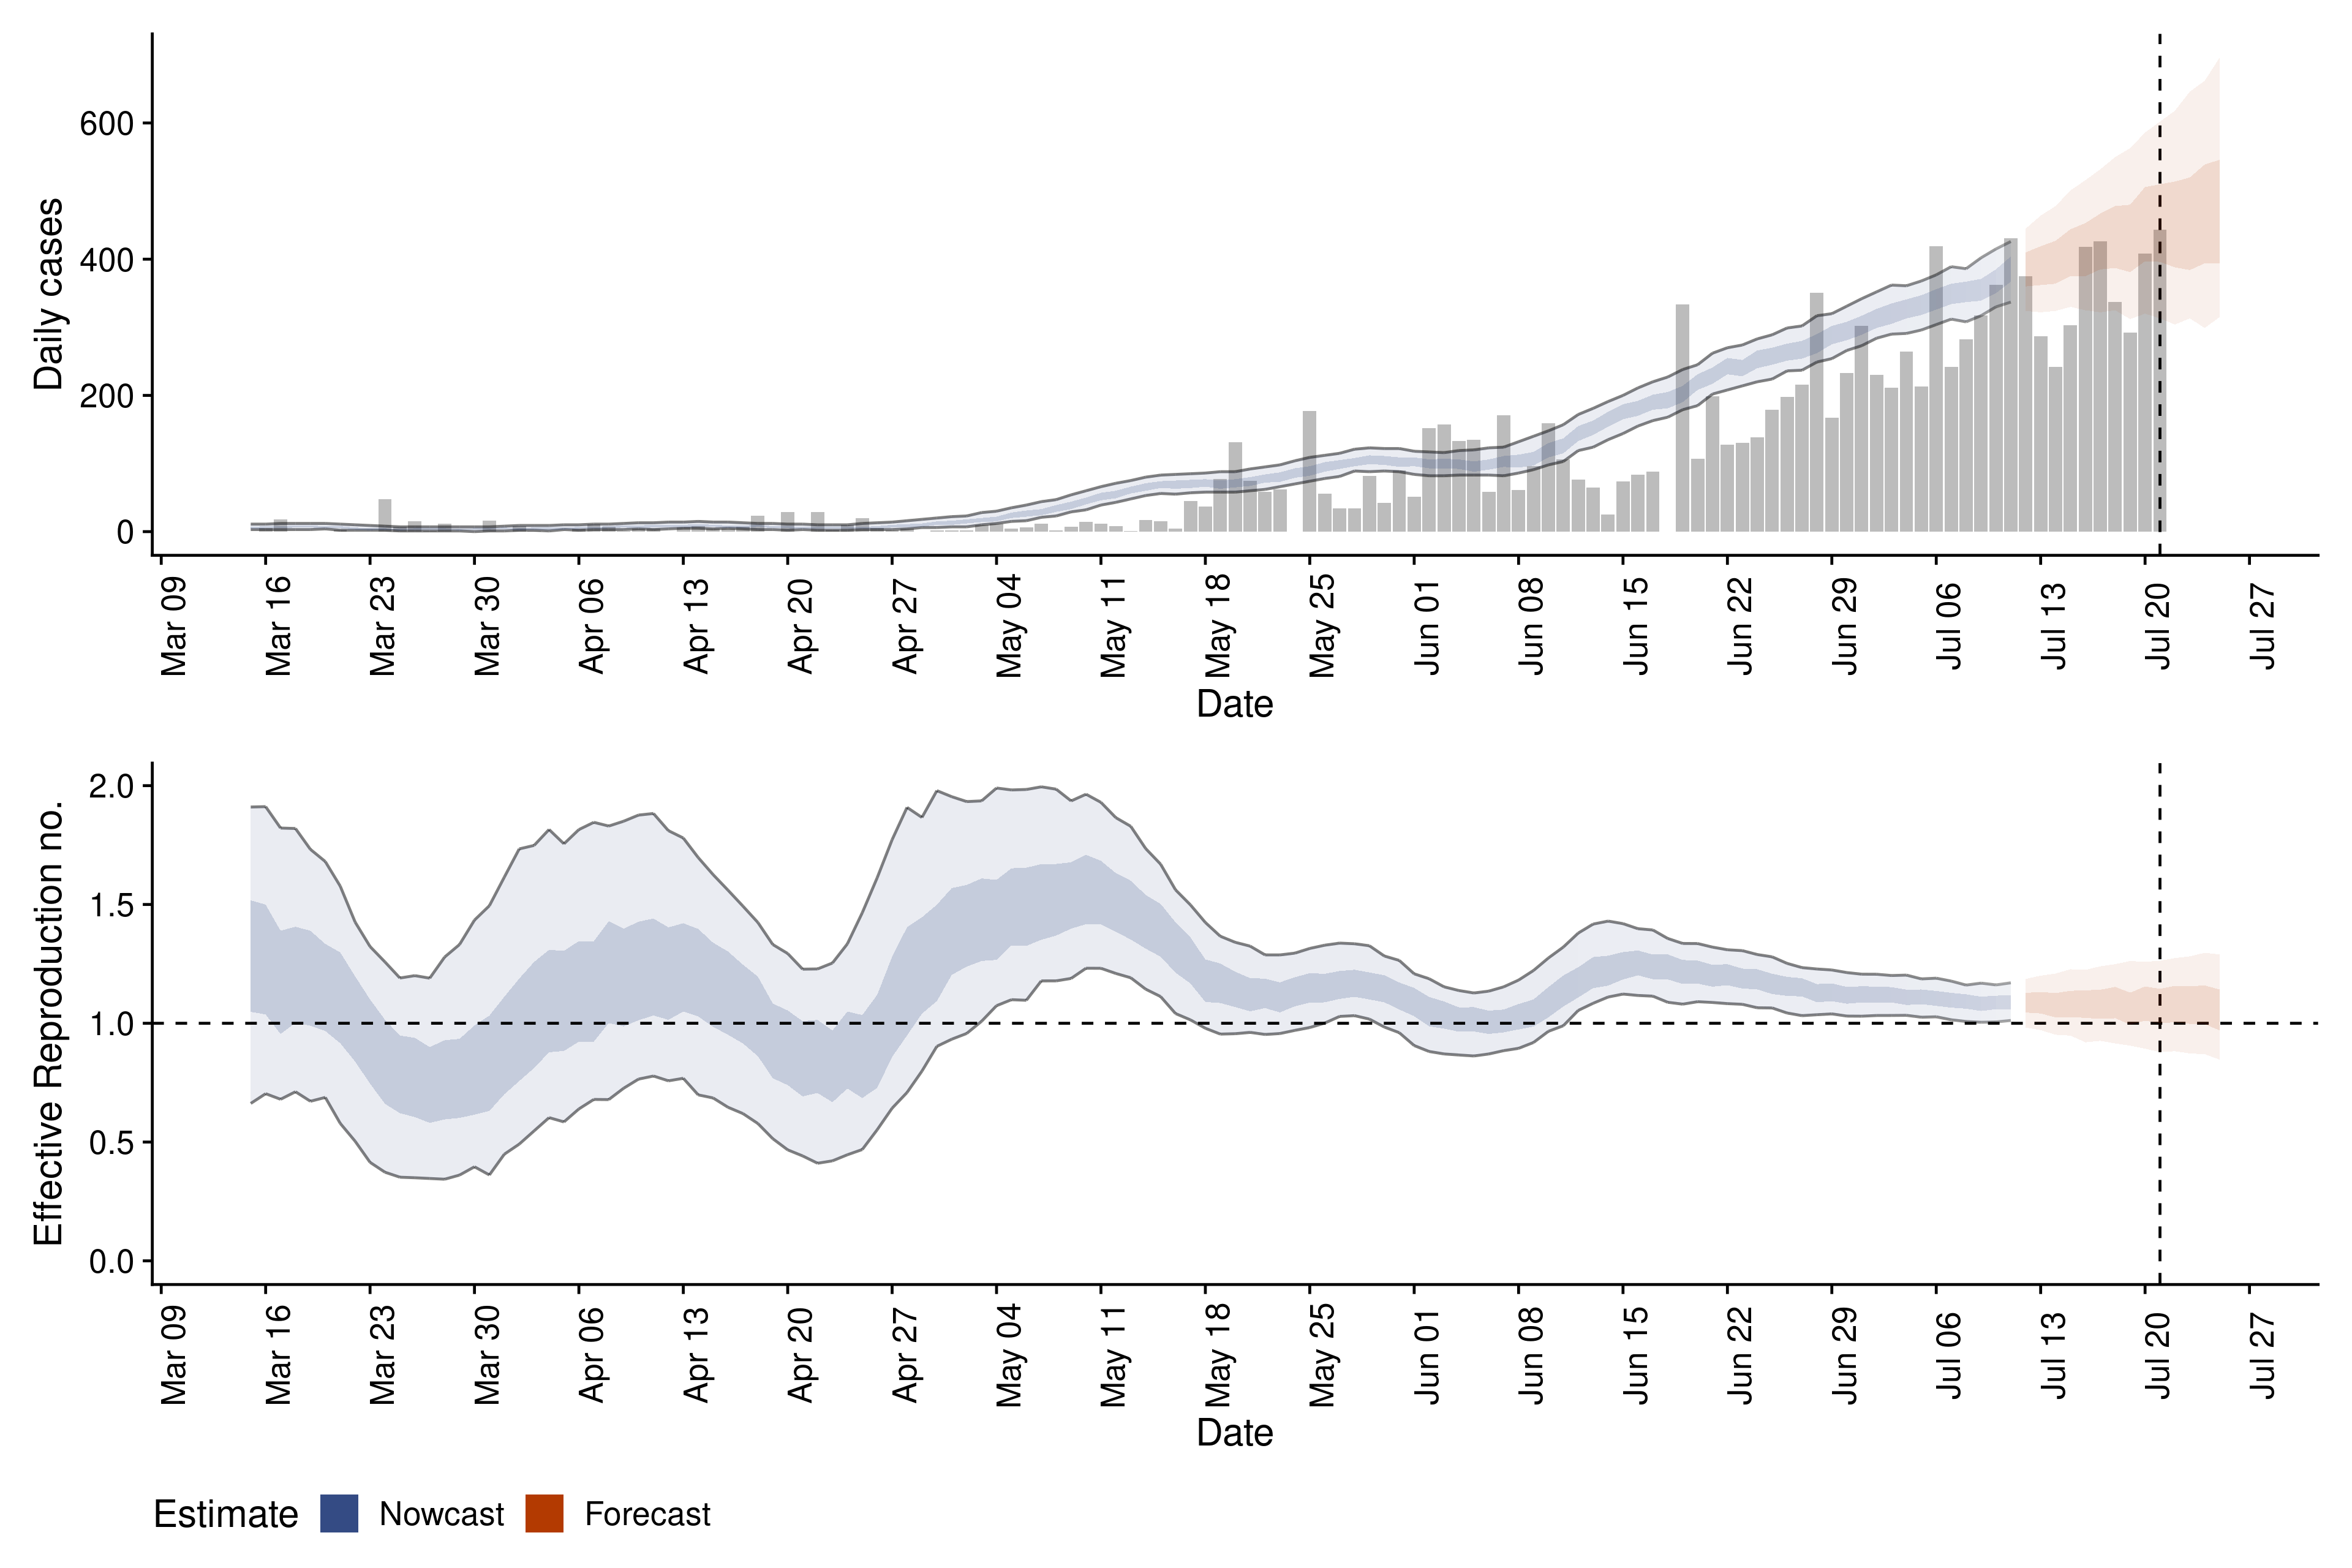 Daily cases
600
400
200
0
Mar 09 Mar 16 Mar 23 Mar 30 Apr 06 Apr 13 Apr 20 Apr 27 May 04 May 11 May 18 May 25 Jun 01 Jun 08 Jun 15 Jun 22 Jun 29 Jul 06 Jul 13 Jul 20 Jul 27
Date
Effective Reproduction no.
2.0
1.5
1.0
0.5
0.0
Mar 09 Mar 16 Mar 23 Mar 30 Apr 06 Apr 13 Apr 20 Apr 27 May 04 May 11 May 18 May 25 Jun 01 Jun 08 Jun 15 Jun 22 Jun 29 Jul 06 Jul 13 Jul 20 Jul 27
Date
Estimate Nowcast Forecast